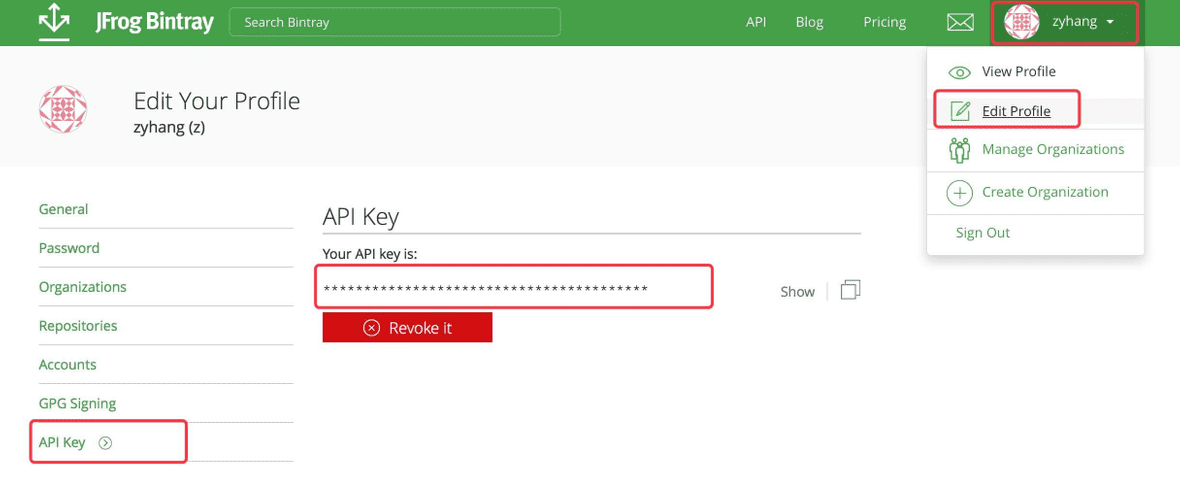 JFrog Bintray
Search Bintray
API
Blog
Pricing
zyhang
View Profile
Edit Profile
Manage Organizations
Create Organization
Sign Out
Edit Your Profile
zyhang (z)
General
Password
Organizations
Repositories
Accounts
GPG Signing
API Key
API Key
Your API key is:
****************************************
Show
Revoke it